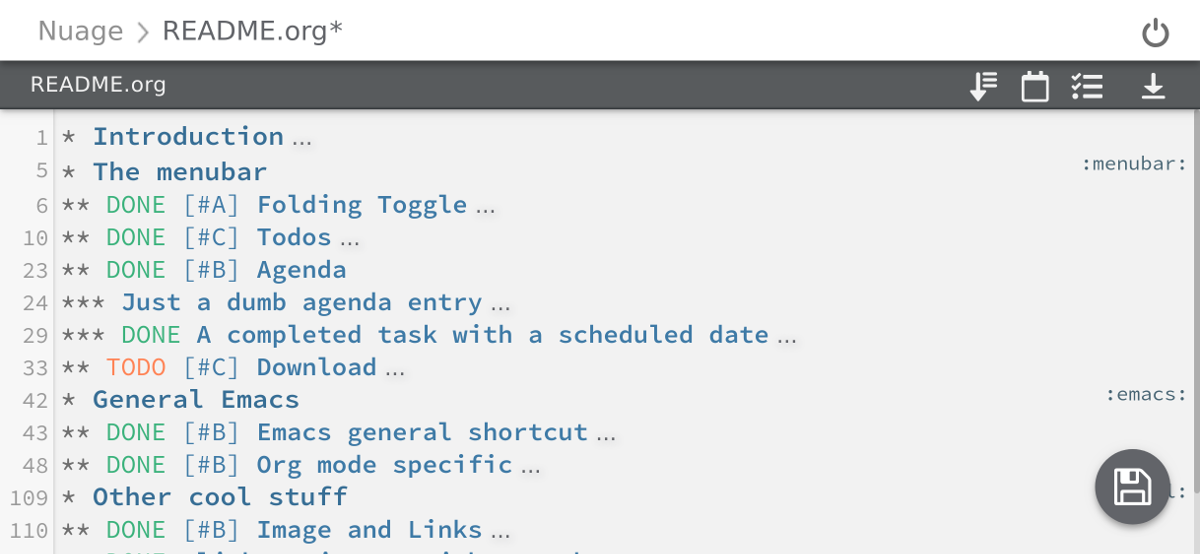 Nuage > README.org*
README.org
1 * Introduction ...
5 * The menubar :menubar:
6 ** DONE [#A] Folding Toggle ...
10 ** DONE [#C] Todos ...
23 ** DONE [#B] Agenda
24 *** Just a dumb agenda entry ...
29 *** DONE A completed task with a scheduled date ...
33 ** TODO [#C] Download ...
42 * General Emacs :emacs:
43 ** DONE [#B] Emacs general shortcut ...
48 ** DONE [#B] Org mode specific ...
109 * Other cool stuff
110 ** DONE [#B] Image and Links ...